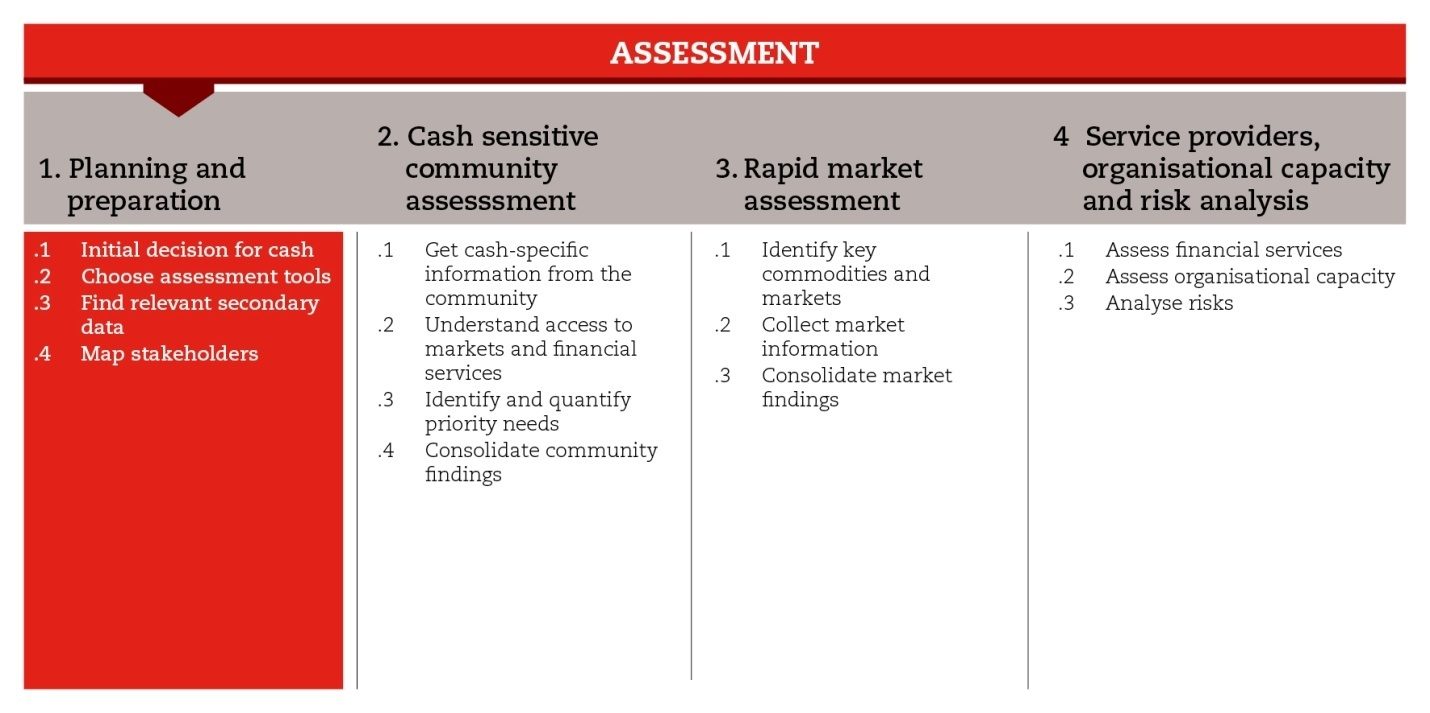 ASSESSMENT
1. Planning and
preparation
2. Cash sensitive
community
assesssment
3. Rapid market
assessment
4 Service providers,
organisational capacity
and risk analysis
.1 Initial decision for cash
.2 Choose assessment tools
.3 Find relevant secondary
data
.4 Map stakeholders
.1 Get cash-specific
information from the
community
.2 Understand access to
markets and financial
services
.3 Identify and quantify
priority needs
.4 Consolidate community
findings
.1 Identify key
commodities and
markets
.2 Collect market
information
.3 Consolidate market
findings
.1 Assess financial services
.2 Assess organisational capacity
.3 Analyse risks